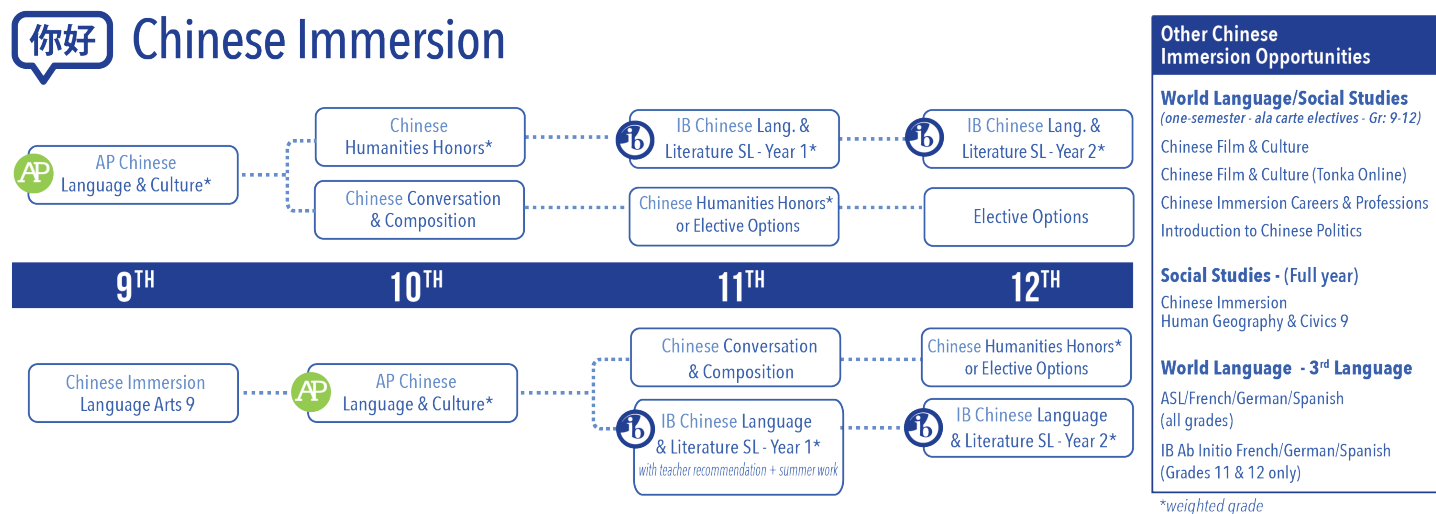 你好
Chinese Immersion
AP
AP Chinese
Language & Culture*
Chinese
Humanities Honors*
Chinese Conversation
& Composition
ib
IB Chinese Lang. &
Literature SL - Year 1*
Chinese Humanities Honors*
or Elective Options
ib
IB Chinese Lang. &
Literature SL - Year 2*
Elective Options
9TH
10TH
11TH
12TH
Chinese Immersion
Language Arts 9
AP
AP Chinese
Language & Culture*
Chinese Conversation
& Composition
ib
IB Chinese Language
& Literature SL - Year 1*
with teacher recommendation + summer work
Chinese Humanities Honors*
or Elective Options
ib
IB Chinese Language
& Literature SL - Year 2*
Other Chinese
Immersion Opportunities
World Language/Social Studies
(one-semester - ala carte electives - Gr: 9-12)
Chinese Film & Culture
Chinese Film & Culture (Tonka Online)
Chinese Immersion Careers & Professions
Introduction to Chinese Politics
Social Studies - (Full year)
Chinese Immersion
Human Geography & Civics 9
World Language - 3rd Language
ASL/French/German/Spanish
(all grades)
IB Ab Initio French/German/Spanish
(Grades 11 & 12 only)
*weighted grade